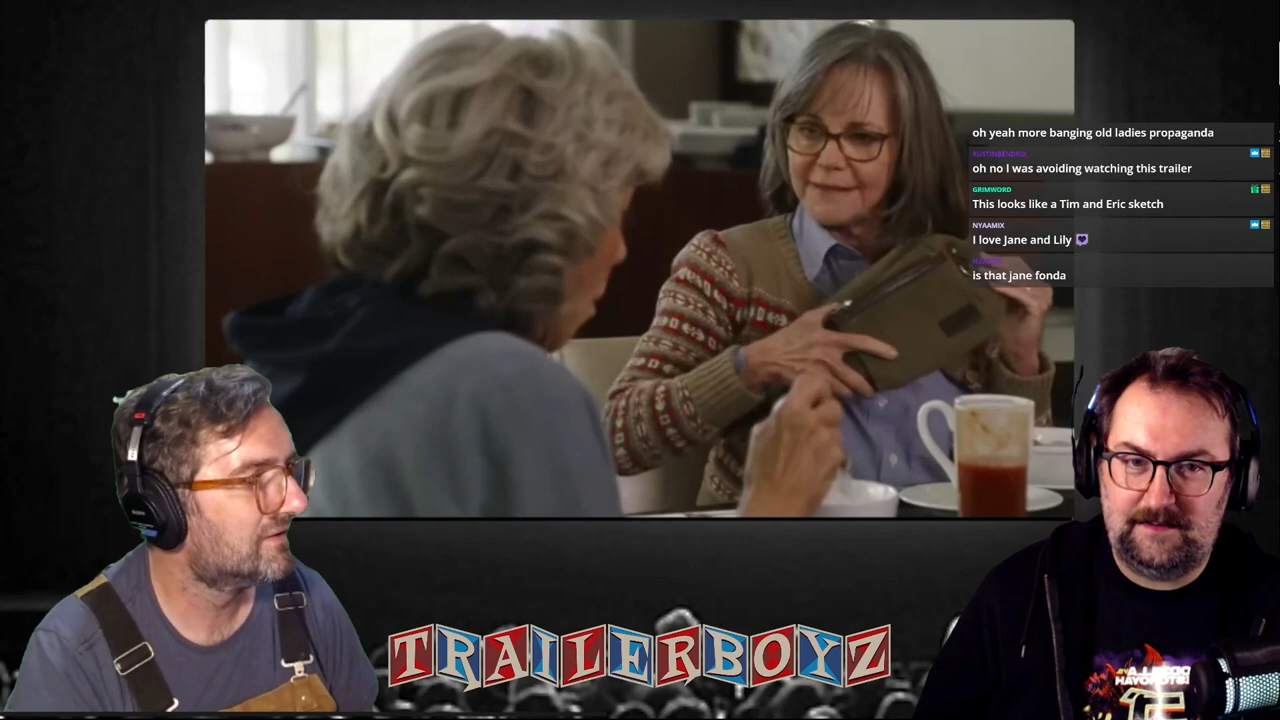 oh yeah more banging old ladies propaganda
RUSTINBENDRIX
oh no I was avoiding watching this trailer
GRIMWORD
This looks like a Tim and Eric sketch
NYAAMIX
I love Jane and Lily
is that jane fonda
TRAILERBOYZ